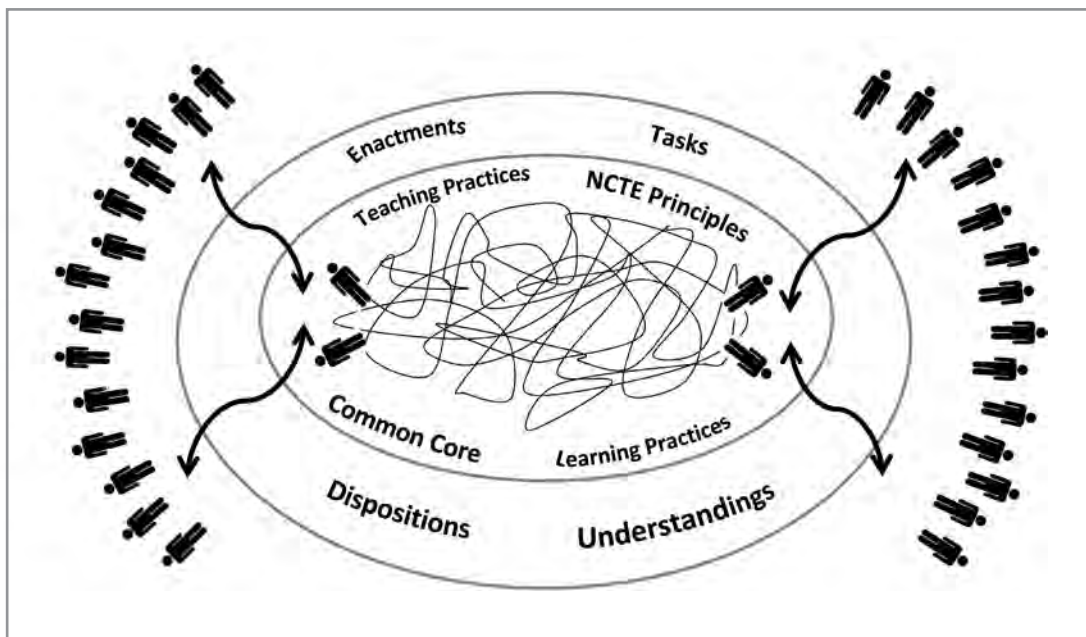 Enactments
Tasks
Teaching Practices
NCTE Principles
Common Core
Learning Practices
Dispositions
Understandings